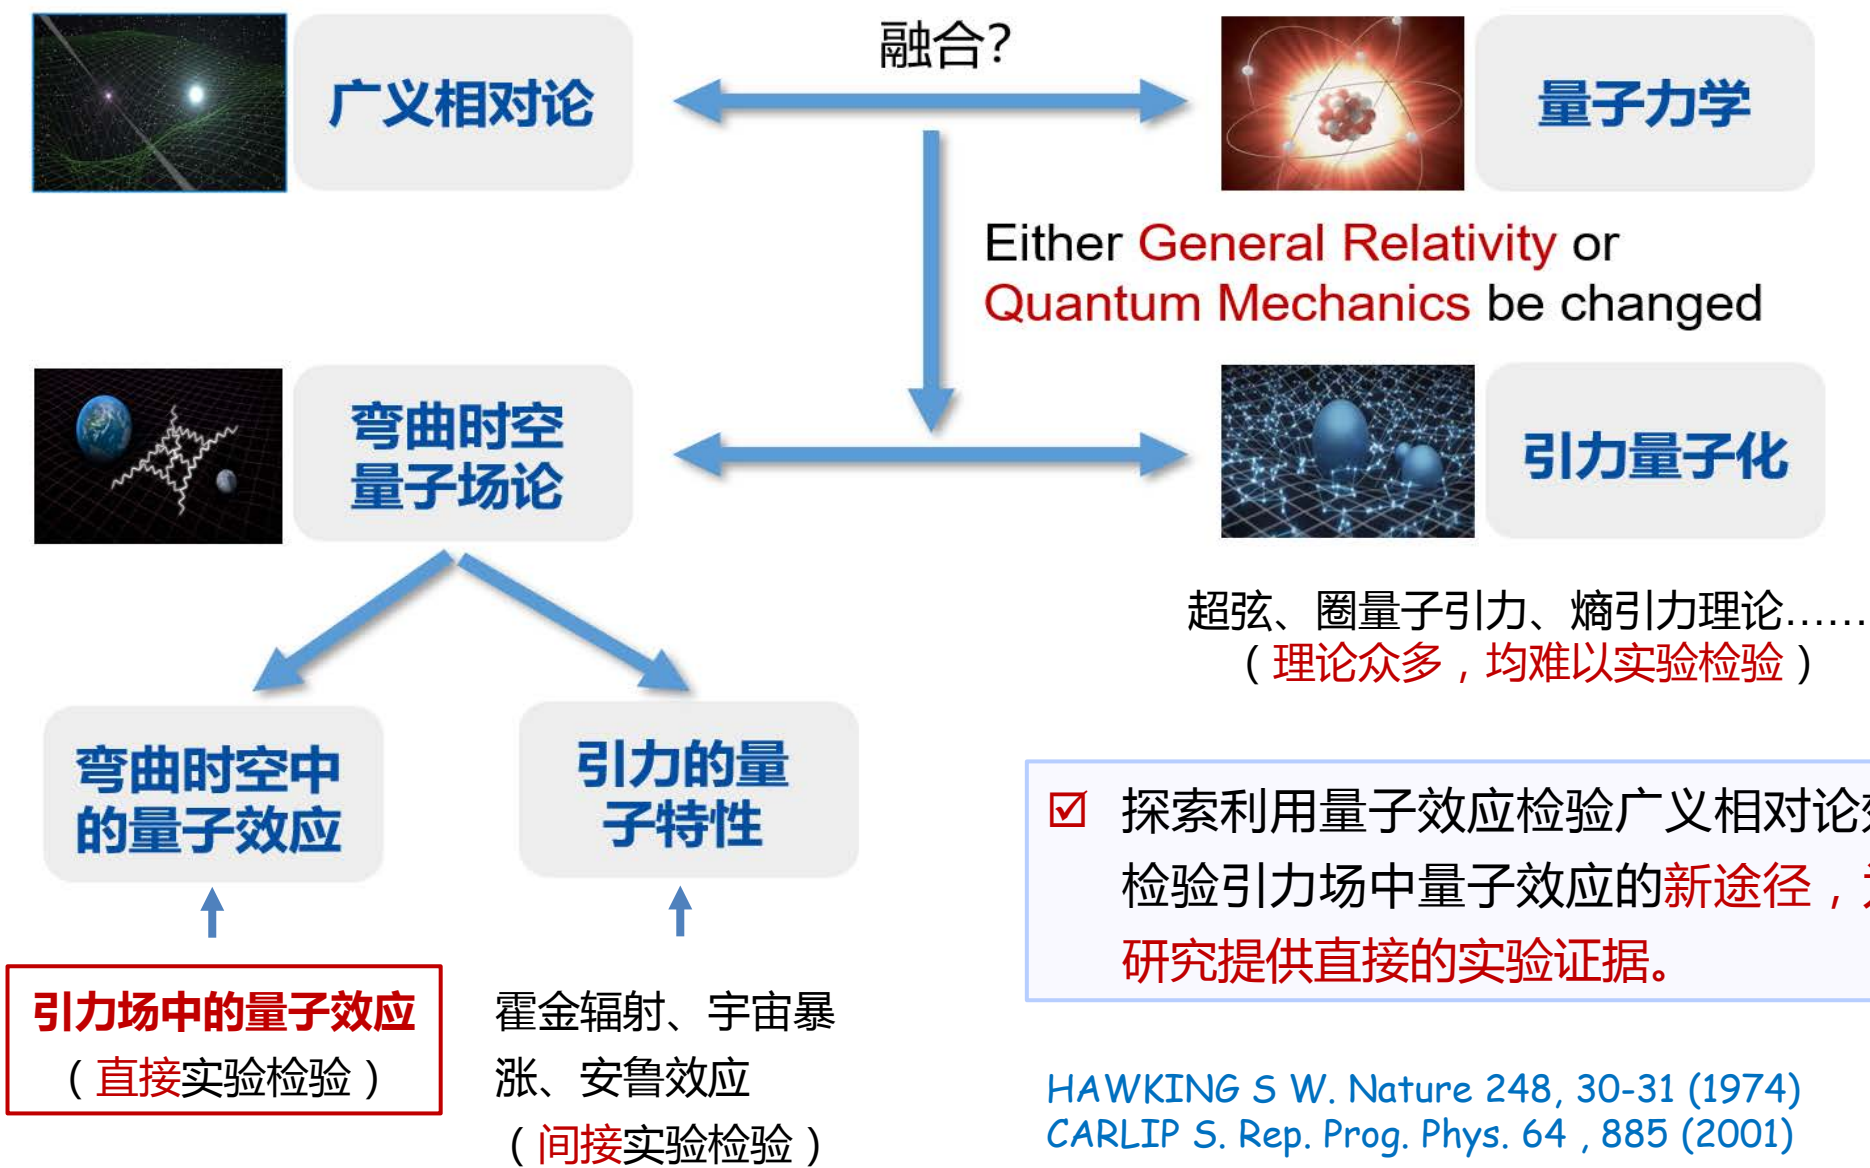 融合?
广义相对论
量子力学
Either General Relativity or
Quantum Mechanics be changed
弯曲时空
量子场论
引力量子化
超弦、圈量子引力、熵引力理论......
（理论众多，均难以实验检验）
弯曲时空中
的量子效应
引力的量
子特性
☑ 探索利用量子效应检验广义相对论
检验引力场中量子效应的新途径，
研究提供直接的实验证据。
引力场中的量子效应
（直接实验检验）
霍金辐射、宇宙暴
涨、安鲁效应
（间接实验检验）
HAWKING S W. Nature 248, 30-31 (1974)
CARLIP S. Rep. Prog. Phys. 64 , 885 (2001)